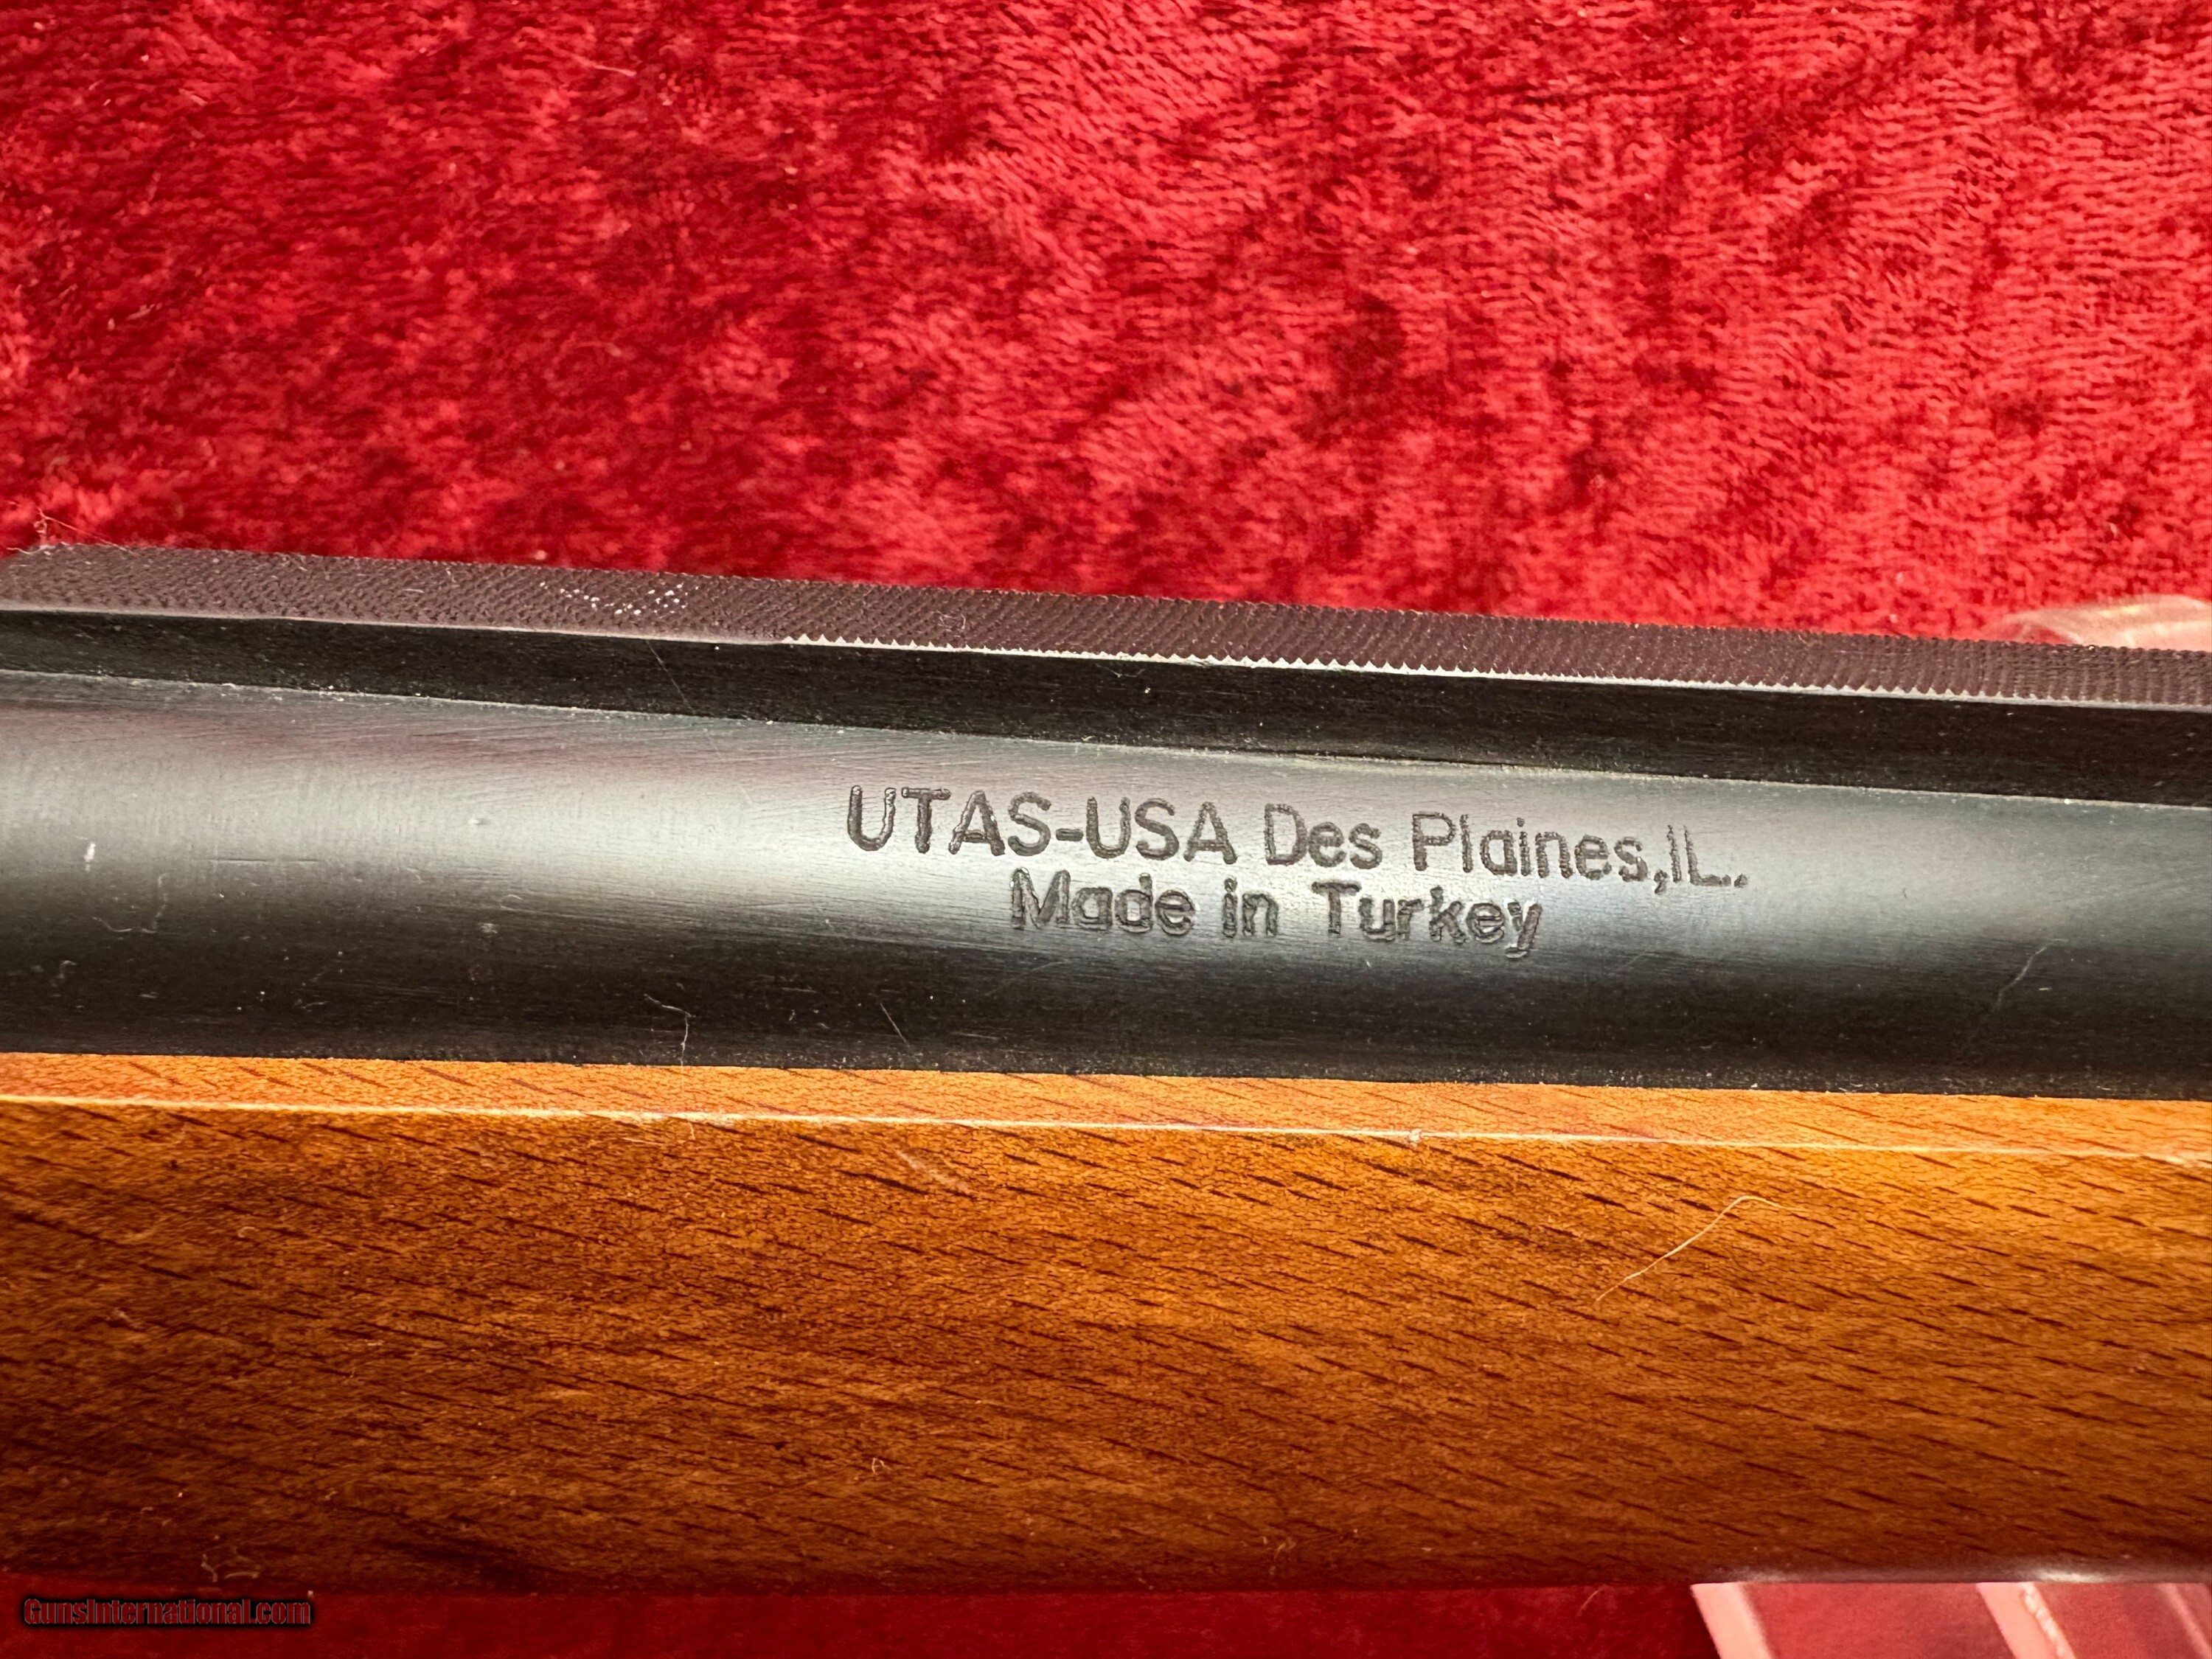 UTAS-USA Des Plaines,IL.
Made in Turkey
GunsInternational.com